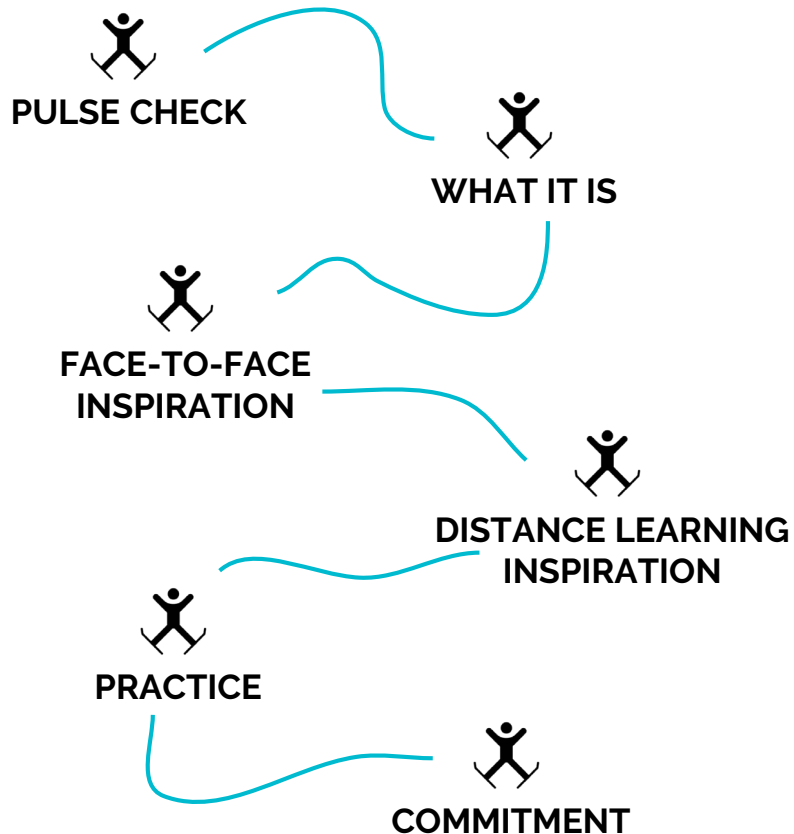 PULSE CHECK
WHAT IT IS
FACE-TO-FACE
INSPIRATION
DISTANCE LEARNING
INSPIRATION
PRACTICE
COMMITMENT